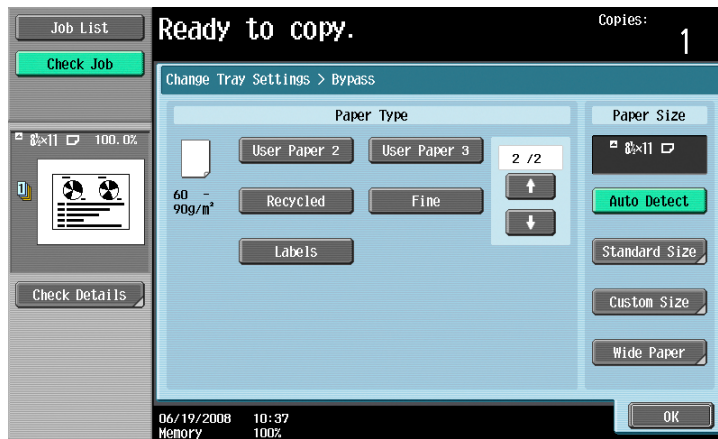 Job List
Check Job
Ready to copy.
Copies:
1
Change Tray Settings > Bypass
Paper Type
Paper Size
8½×11 100.0%
1
60 -
90g/m²
User Paper 2
User Paper 3
2 /2
Recycled
Fine
Labels
8½×11
Auto Detect
Standard Size
Custom Size
Wide Paper
Check Details
06/19/2008 10:37
Memory 100%
OK